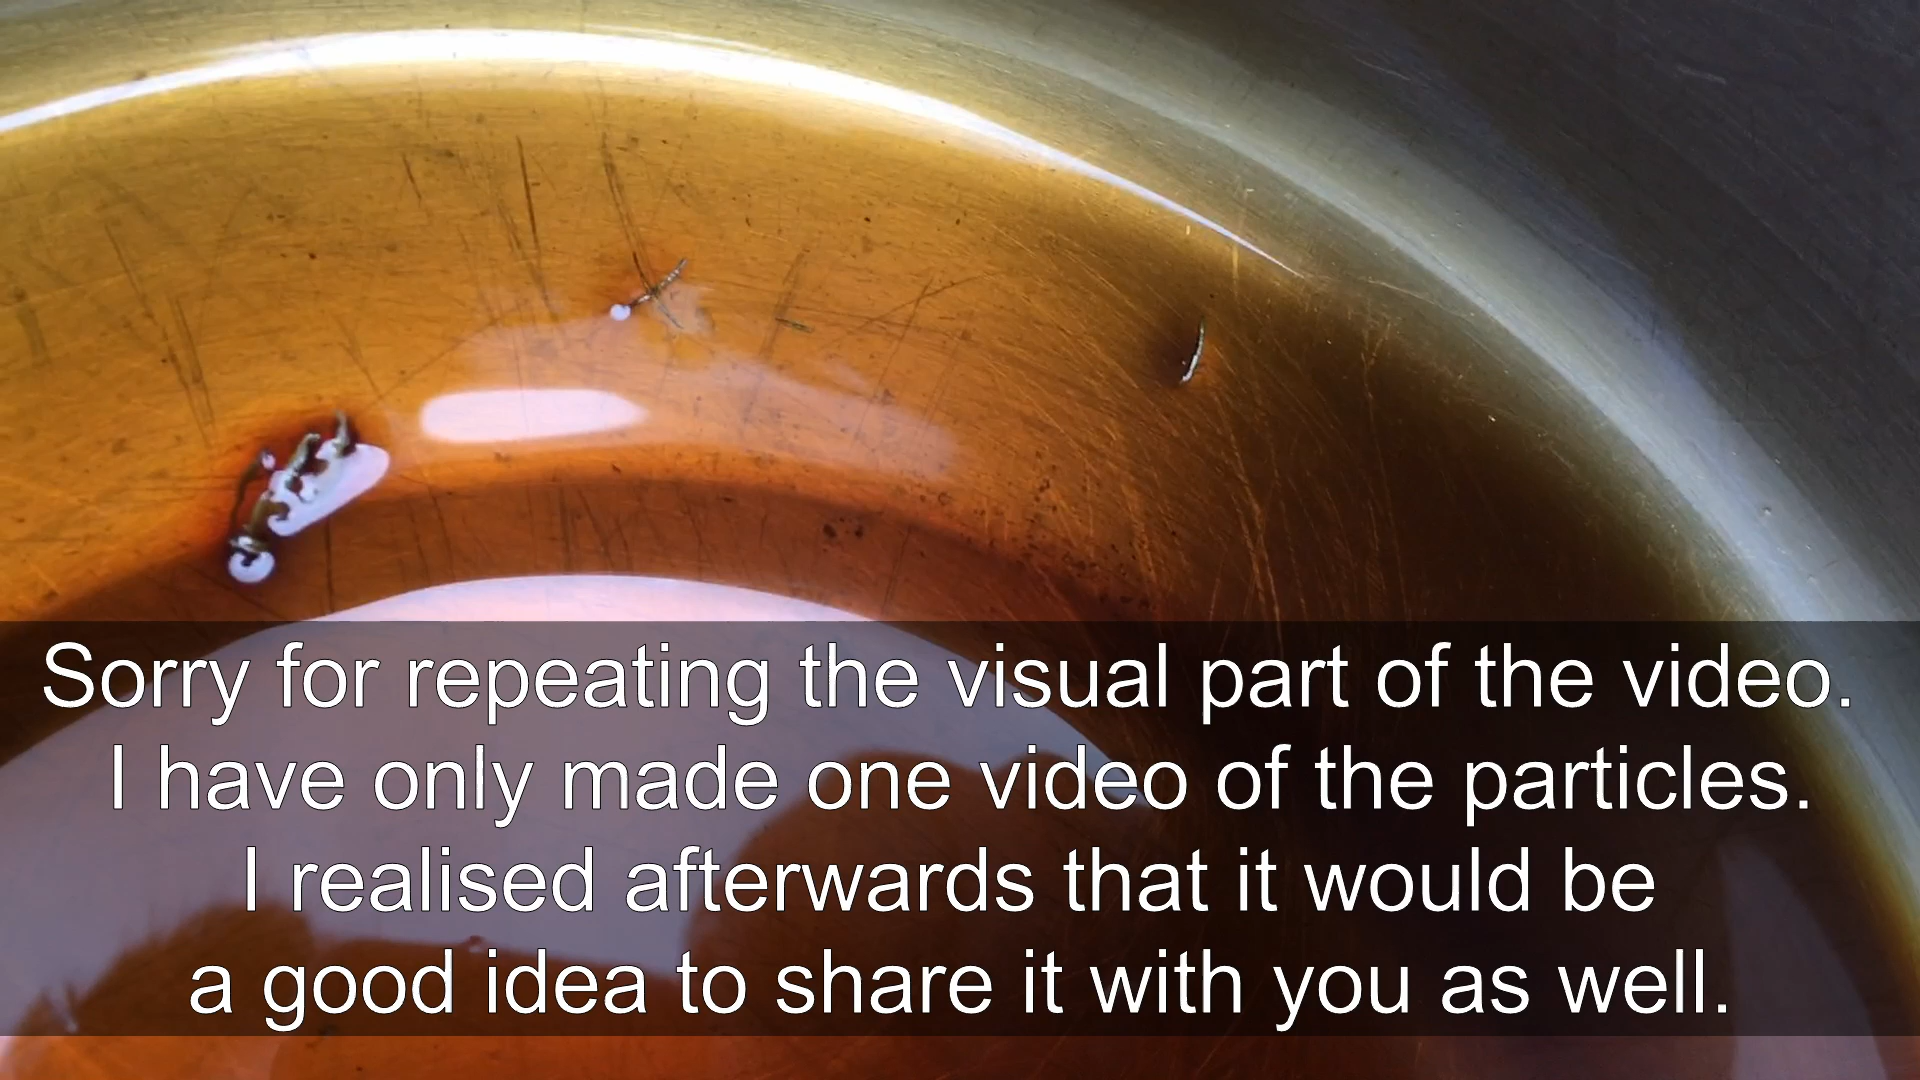 Sorry for repeating the visual part of the video.
I have only made one video of the particles.
I realised afterwards that it would be
a good idea to share it with you as well.